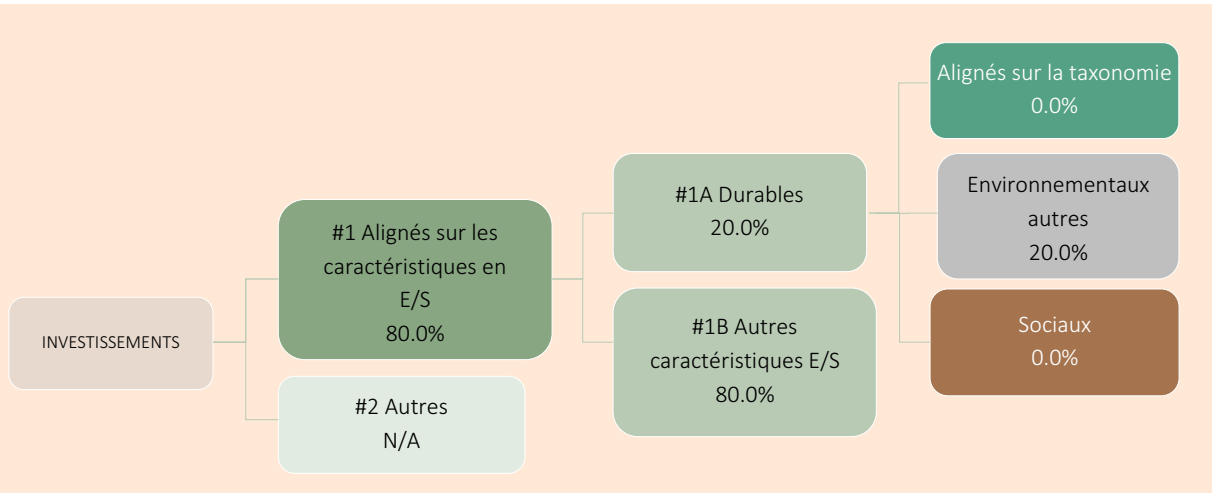 INVESTISSEMENTS
#1 Alignés sur les
caractéristiques en
E/S
80.0%
#2 Autres
N/A
#1A Durables
20.0%
#1B Autres
caractéristiques E/S
80.0%
Alignés sur la taxonomie
0.0%
Environnementaux
autres
20.0%
Sociaux
0.0%